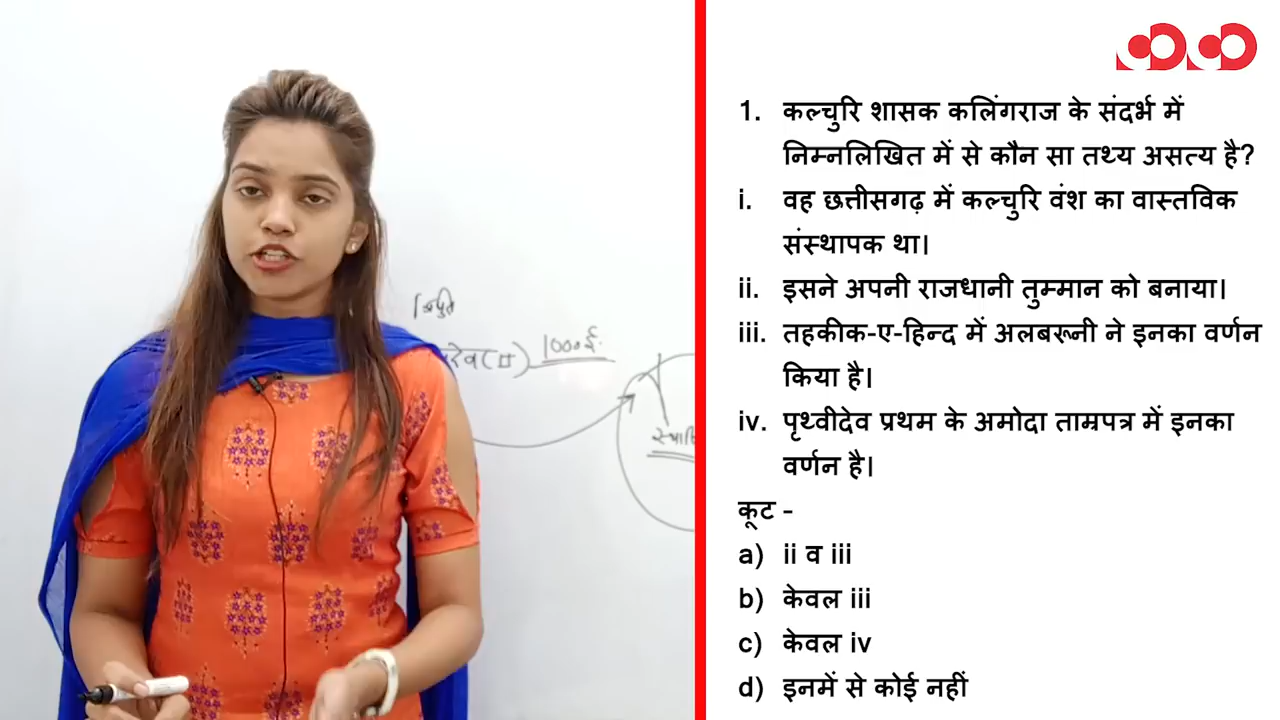 1. कल्चुरि शासक कलिंगराज के संदर्भ में
निम्नलिखित में से कौन सा तथ्य असत्य है?
i. वह छत्तीसगढ़ में कल्चुरि वंश का वास्तविक
संस्थापक था।
ii. इसने अपनी राजधानी तुम्मान को बनाया।
iii. तहकीक-ए-हिन्द में अलबरूनी ने इनका वर्णन
किया है।
iv. पृथ्वीदेव प्रथम के अमोदा ताम्रपत्र में इनका
वर्णन है।
कूट –
a) ii व iii
b) केवल iii
c) केवल iv
d) इनमें से कोई नहीं
1000 ई.